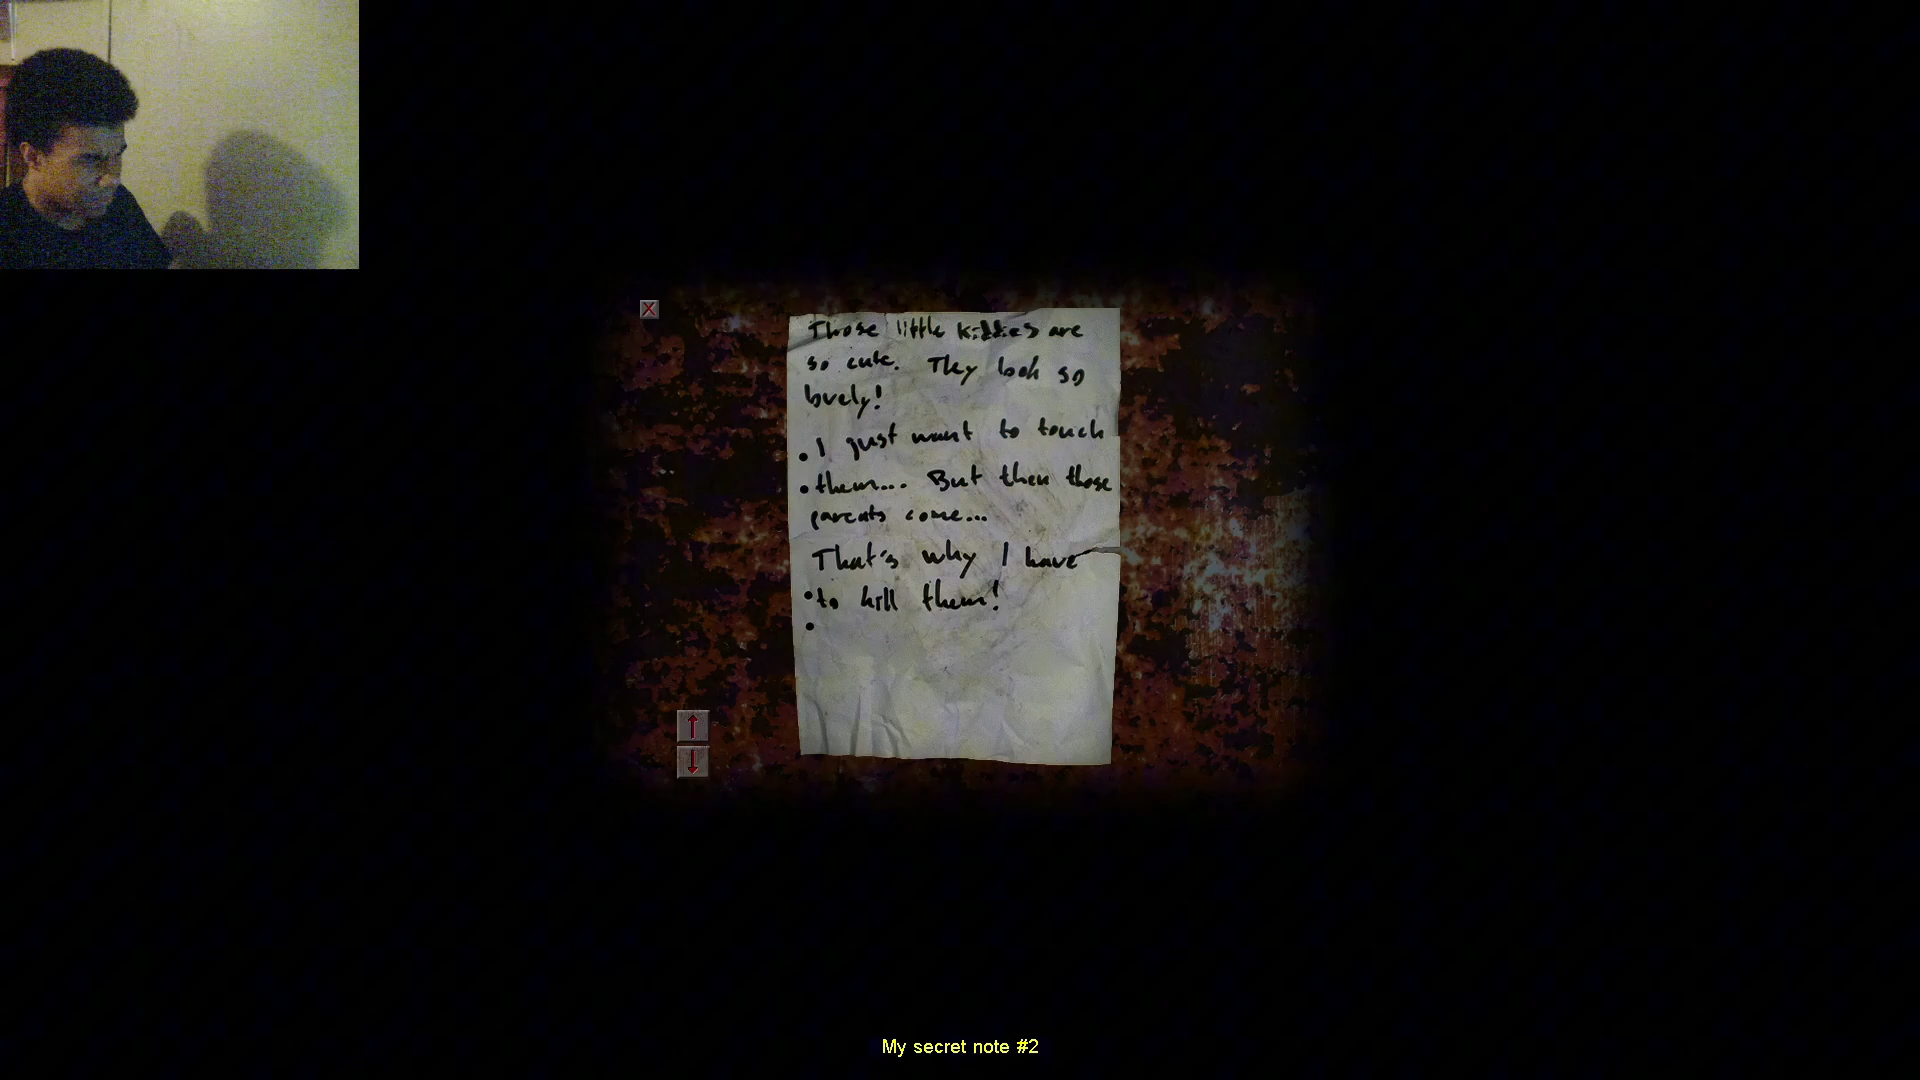 Those little kiddies are
so cute. They look so
lovely!
I just want to touch
them... But then those
parents come...
That's why I have
to kill them!
My secret note #2